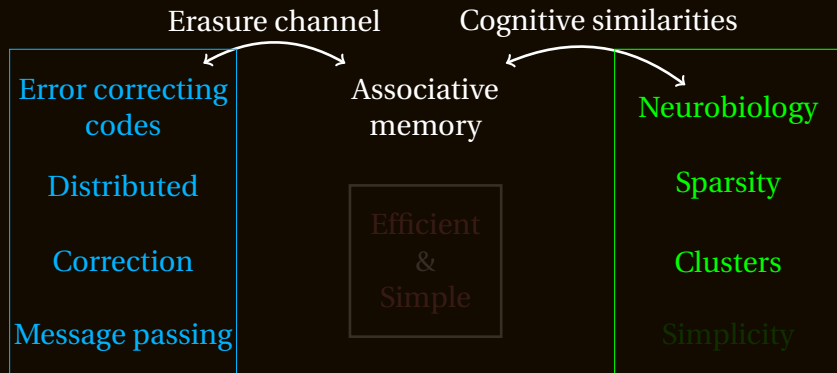 Erasure channel
Cognitive similarities
Error correcting
codes
Distributed
Correction
Message passing
Associative
memory
Efficient
&
Simple
Neurobiology
Sparsity
Clusters
Simplicity